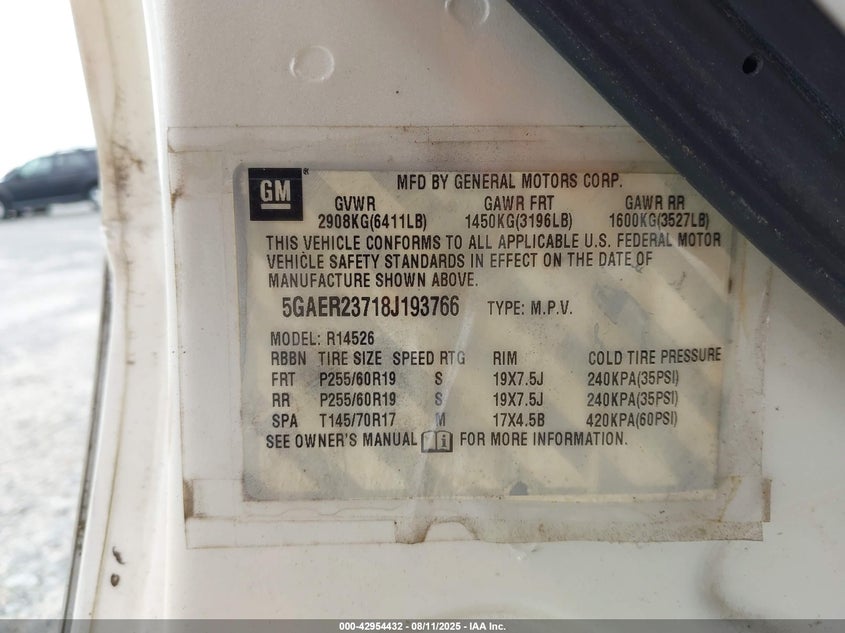 GM ® MFD BY GENERAL MOTORS CORP.
GVWR GAWR FRT GAWR RR
2908KG(6411LB) 1450KG(3196LB) 1600KG(3527LB)
THIS VEHICLE CONFORMS TO ALL APPLICABLE U.S. FEDERAL MOTOR
VEHICLE SAFETY STANDARDS IN EFFECT ON THE DATE OF
MANUFACTURE SHOWN ABOVE.
5GAER23718J193766 TYPE: M.P.V.
MODEL: R14526
RBBN TIRE SIZE SPEED RTG RIM COLD TIRE PRESSURE
FRT P255/60R19 S 19X7.5J 240KPA(35PSI)
RR P255/60R19 S 19X7.5J 240KPA(35PSI)
SPA T145/70R17 M 17X4.5B 420KPA(60PSI)
SEE OWNER'S MANUAL i FOR MORE INFORMATION.
000-42954432 - 08/11/2025 - IAA Inc.